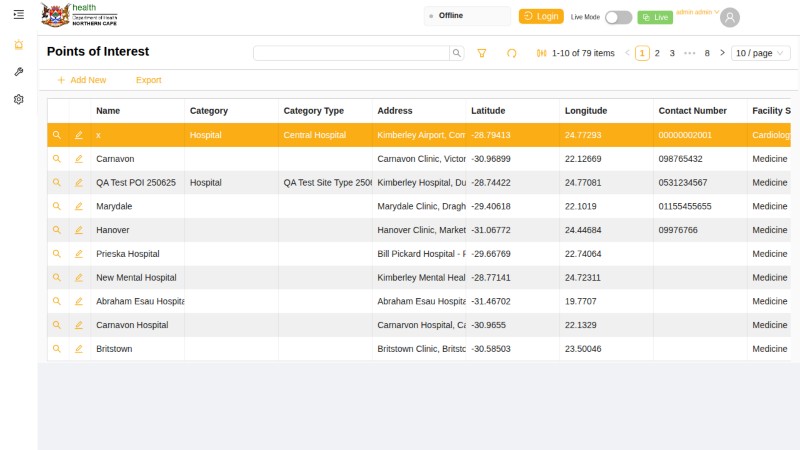 health
Department of Health
NORTHERN CAPE
Offline
Login
Live Mode
Live
admin admin
Points of Interest
1-10 of 79 items
1 2 3 ••• 8
10 / page
Add New
Export
Name Category Category Type Address Latitude Longitude Contact Number Facility S
x Hospital Central Hospital Kimberley Airport, Com -28.79413 24.77293 00000002001 Cardiolog
Carnavon Carnavon Clinic, Victor -30.96899 22.12669 098765432 Medicine
QA Test POI 250625 Hospital QA Test Site Type 2506 Kimberley Hospital, Du -28.74422 24.77081 0531234567 Medicine
Marydale Marydale Clinic, Dragh -29.40618 22.1019 01155455655 Medicine
Hanover Hanover Clinic, Market -31.06772 24.44684 09976766 Medicine
Prieska Hospital Bill Pickard Hospital - P -29.66769 22.74064 Medicine
New Mental Hospital Kimberley Mental Heal -28.77141 24.72311 Medicine
Abraham Esau Hospita Abraham Esau Hospita -31.46702 19.7707 Medicine
Carnavon Hospital Carnarvon Hospital, Ca -30.9655 22.1329 Medicine
Britstown Britstown Clinic, Britsto -30.58503 23.50046 Medicine